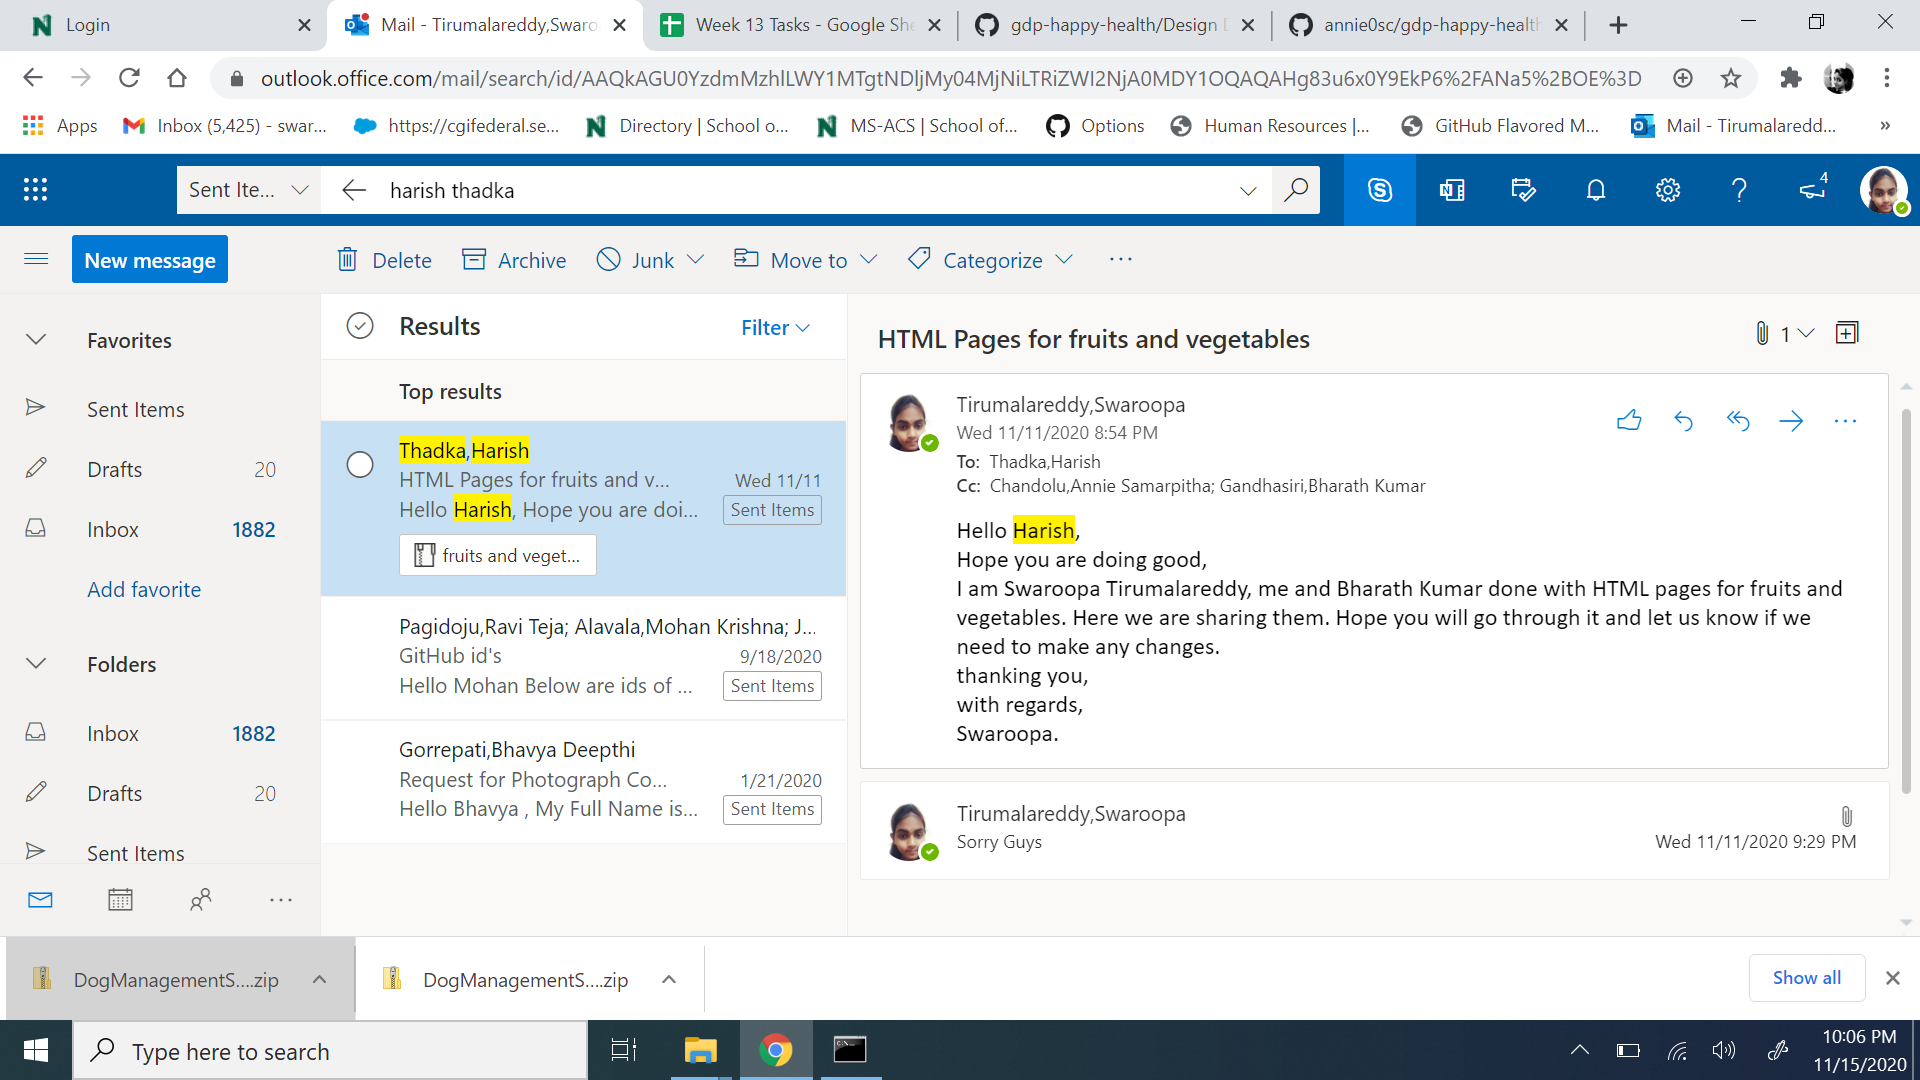 Login
Mail - Tirumalareddy,Swaro
Week 13 Tasks - Google She
gdp-happy-health/Design D
annie0sc/gdp-happy-health
outlook.office.com/mail/search/id/AAQkAGU0YzdmMzhlLWY1MTgtNDljMy04MjNiLTRiZWI2NjA0MDY1OQAQAHg83u6x0Y9EkP6%2FANa5%2BOE%3D
Apps
Inbox (5,425) - swar...
https://cgifederal.se...
Directory | School o...
MS-ACS | School of...
Options
Human Resources |...
GitHub Flavored M...
Mail - Tirumalaredd...
»
Sent Ite...
harish thadka
4
New message
Delete
Archive
Junk
Move to
Categorize
Favorites
Sent Items
Drafts 20
Inbox 1882
Add favorite
Folders
Inbox 1882
Drafts 20
Sent Items
Results
Filter
Top results
Thadka,Harish
HTML Pages for fruits and v... Wed 11/11
Hello Harish, Hope you are doi... Sent Items
fruits and veget...
Pagidoju,Ravi Teja; Alavala,Mohan Krishna; J...
GitHub id's 9/18/2020
Hello Mohan Below are ids of ... Sent Items
Gorrepati,Bhavya Deepthi
Request for Photograph Co... 1/21/2020
Hello Bhavya , My Full Name is... Sent Items
HTML Pages for fruits and vegetables
1
Tirumalareddy,Swaroopa
Wed 11/11/2020 8:54 PM
To: Thadka,Harish
Cc: Chandolu,Annie Samarpitha; Gandhasiri,Bharath Kumar
Hello Harish,
Hope you are doing good,
I am Swaroopa Tirumalareddy, me and Bharath Kumar done with HTML pages for fruits and
vegetables. Here we are sharing them. Hope you will go through it and let us know if we
need to make any changes.
thanking you,
with regards,
Swaroopa.
Tirumalareddy,Swaroopa
Sorry Guys
Wed 11/11/2020 9:29 PM
DogManagementS....zip
DogManagementS....zip
Show all
Type here to search
10:06 PM
11/15/2020